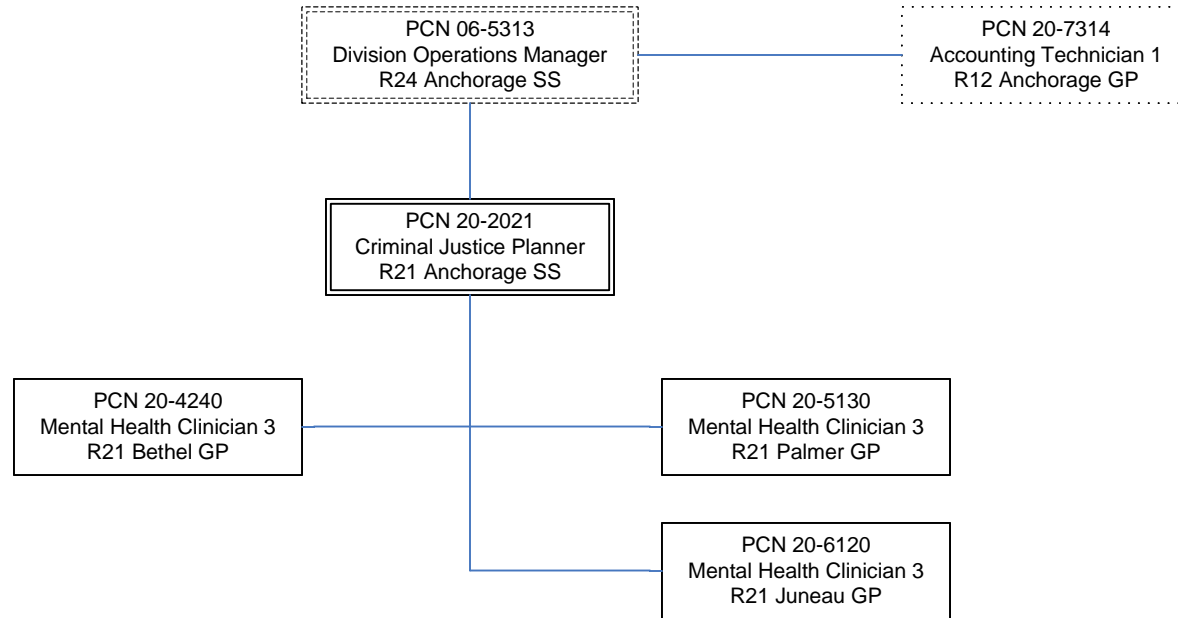 PCN 06-5313
Division Operations Manager
R24 Anchorage SS
PCN 20-7314
Accounting Technician 1
R12 Anchorage GP
PCN 20-2021
Criminal Justice Planner
R21 Anchorage SS
PCN 20-4240
Mental Health Clinician 3
R21 Bethel GP
PCN 20-5130
Mental Health Clinician 3
R21 Palmer GP
PCN 20-6120
Mental Health Clinician 3
R21 Juneau GP